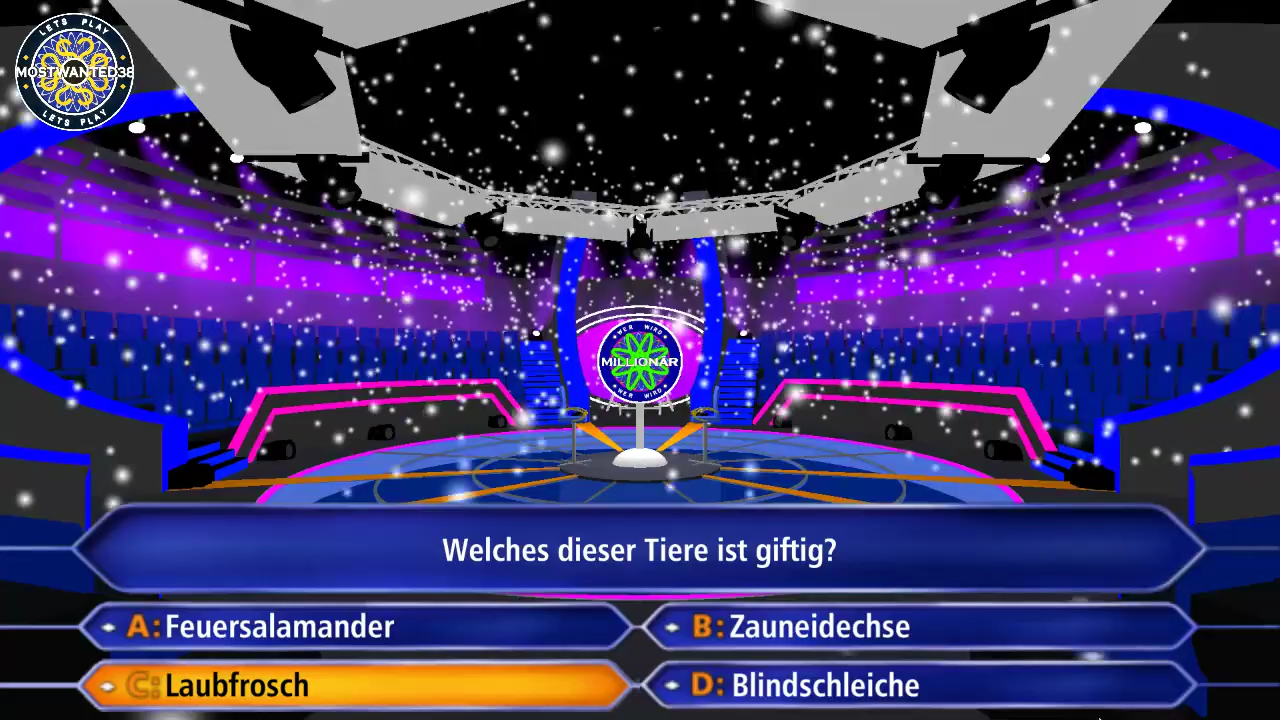 LETS PLAY
MOSTWANTED38
LETS PLAY
WER WIRD
MILLIONÄR
WER WIRD
Welches dieser Tiere ist giftig?
A: Feuersalamander
B: Zauneidechse
C: Laubfrosch
D: Blindschleiche